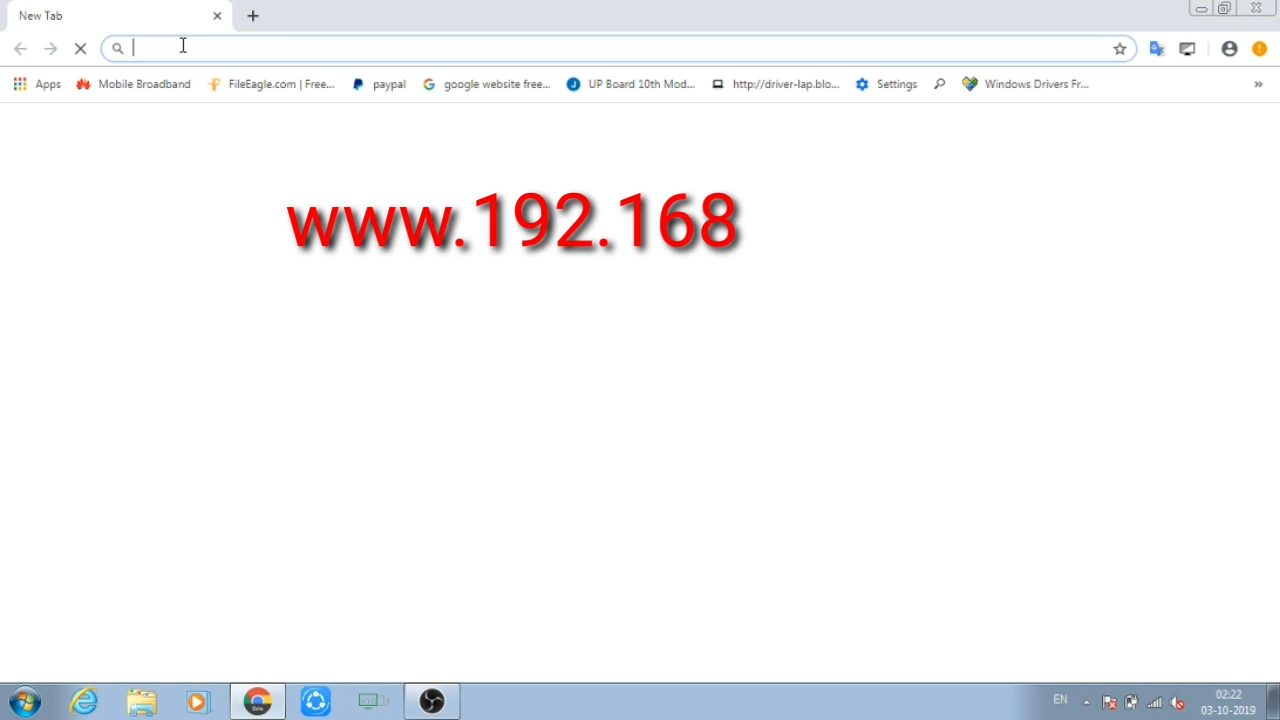 New Tab
Apps Mobile Broadband FileEagle.com | Free... paypal google website free... UP Board 10th Mod... http://driver-lap.blo... Settings Windows Drivers Fr... »
www.192.168
EN
02:22
03-10-2019